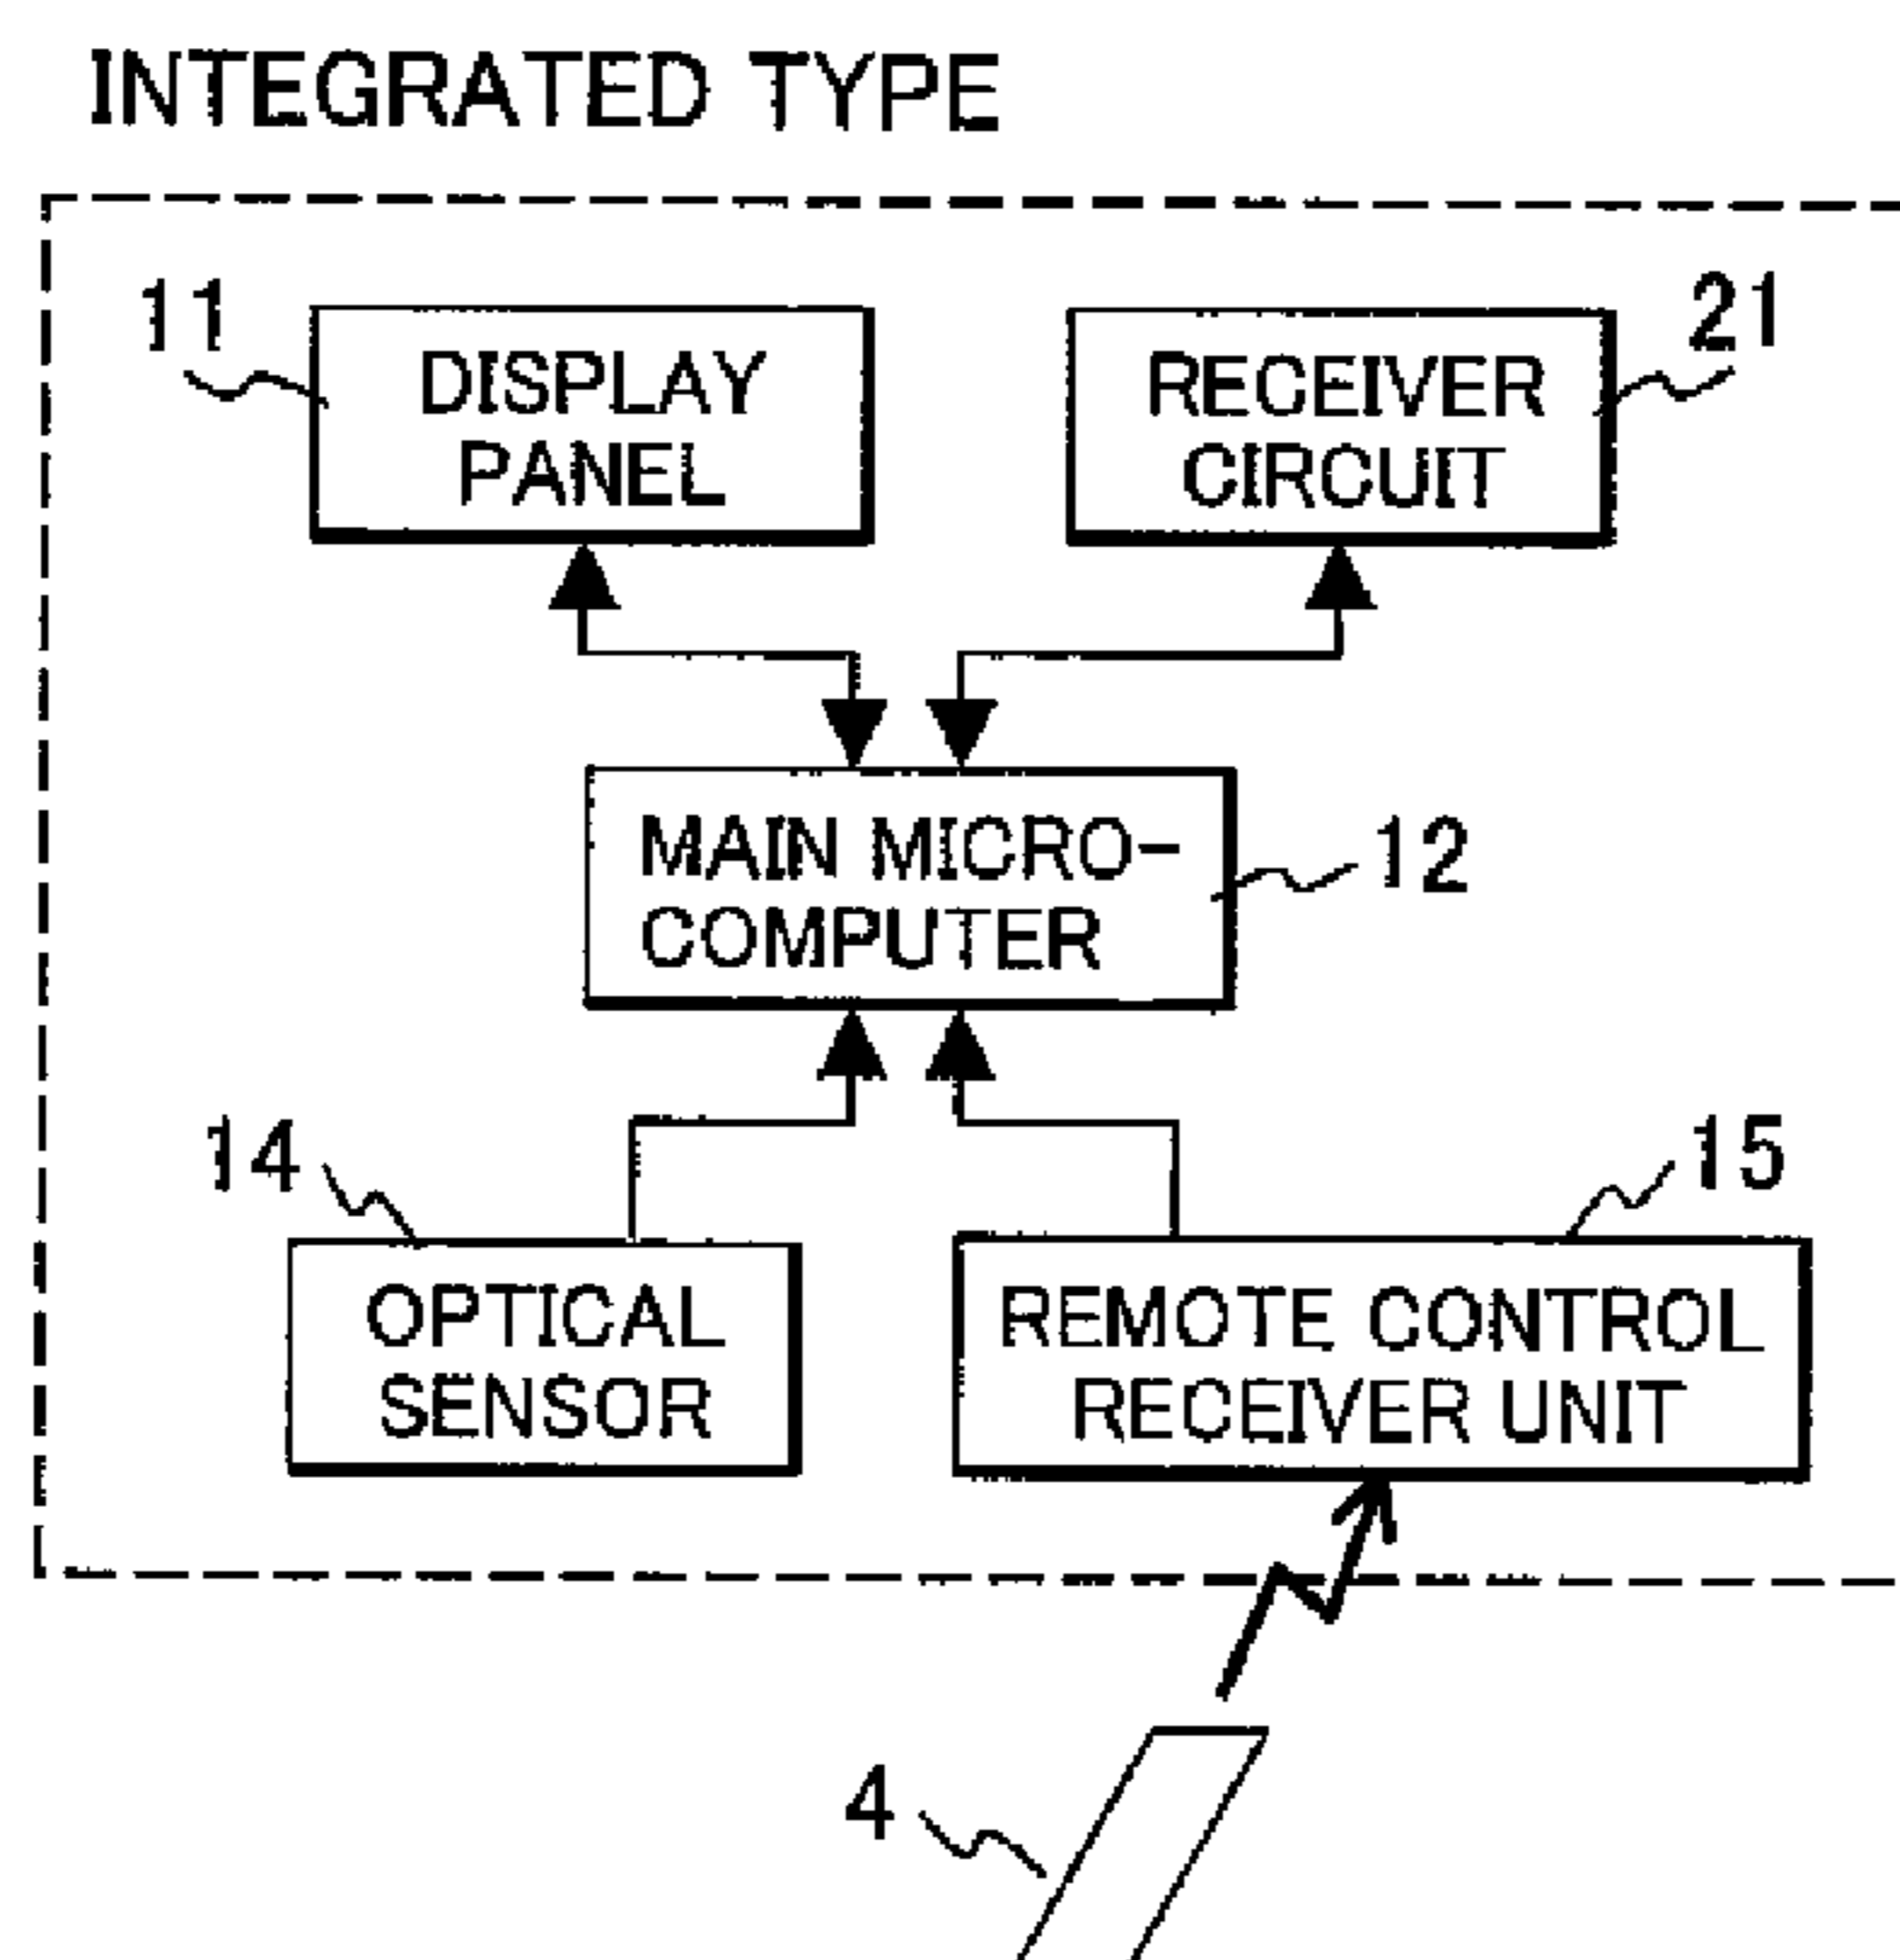 INTEGRATED TYPE
11
DISPLAY
PANEL
21
RECEIVER
CIRCUIT
MAIN MICRO-
COMPUTER
12
14
OPTICAL
SENSOR
15
REMOTE CONTROL
RECEIVER UNIT
4